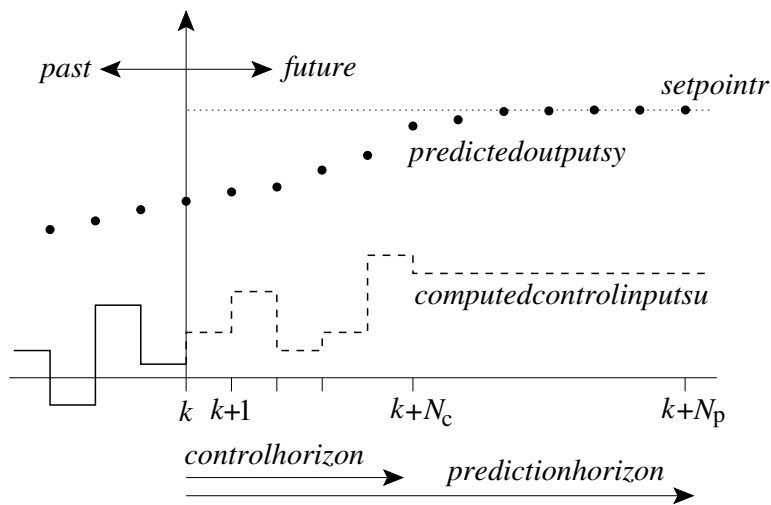 past future
setpointr
predictedoutputsy
computedcontrolinputsu
k k+1 k+Nc k+Np
controlhorizon
predictionhorizon